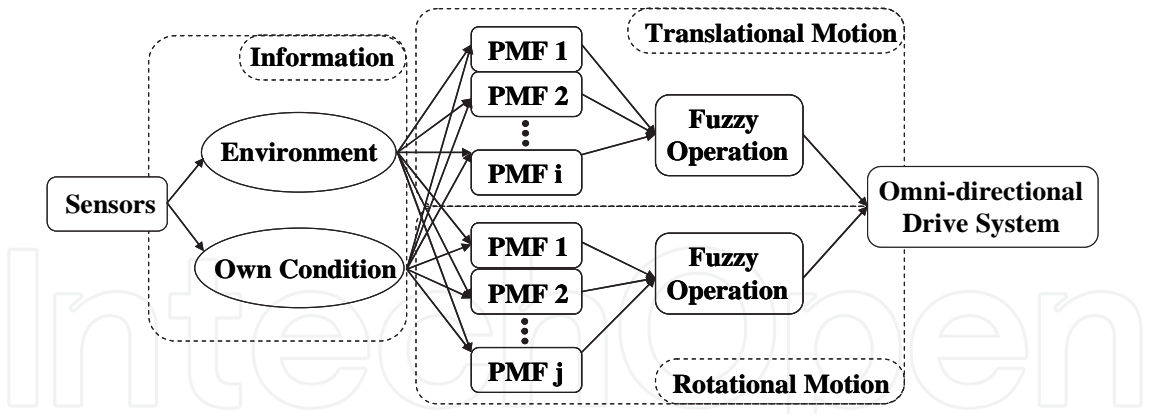 Information
Translational Motion
Sensors
Environment
Own Condition
PMF 1
PMF 2
PMF i
Fuzzy
Operation
PMF 1
PMF 2
PMF j
Fuzzy
Operation
Rotational Motion
Omni-directional
Drive System
IntechOpen